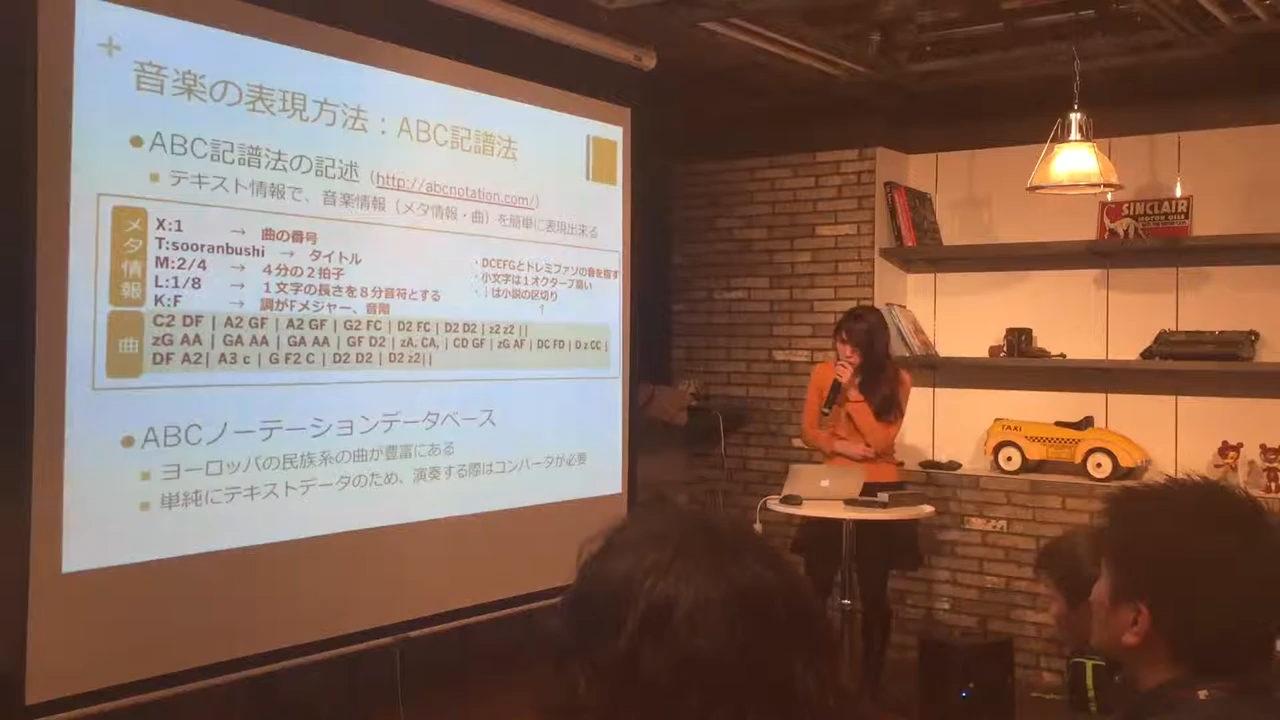 音楽の表現方法：ABC記譜法
●ABC記譜法の記述（http://abcnotation.com/）
■ テキスト情報で、音楽情報（メタ情報・曲）を簡単に表現出来る
メタ情報
X:1 → 曲の番号
T:sooranbushi → タイトル
M:2/4 → ４分の２拍子
L:1/8 → １文字の長さを８分音符とする
K:F → 調がFメジャー、音階
・DCEFGとドレミファソの音を指す
・小文字は１オクターブ高い
・｜は小説の区切り
曲
C2 DF | A2 GF | A2 GF | G2 FC | D2 FC | D2 D2 | z2 z2 ||
zG AA | GA AA | GA AA | GF D2 | zA, CA, | CD GF | zG AF | DC FD | D z CC |
DF A2| A3 c | G F2 C | D2 D2 | D2 z2||
●ABCノーテーションデータベース
■ ヨーロッパの民族系の曲が豊富にある
■ 単純にテキストデータのため、演奏する際はコンバータが必要
SINCLAIR
MOTOR OILS
TAXI